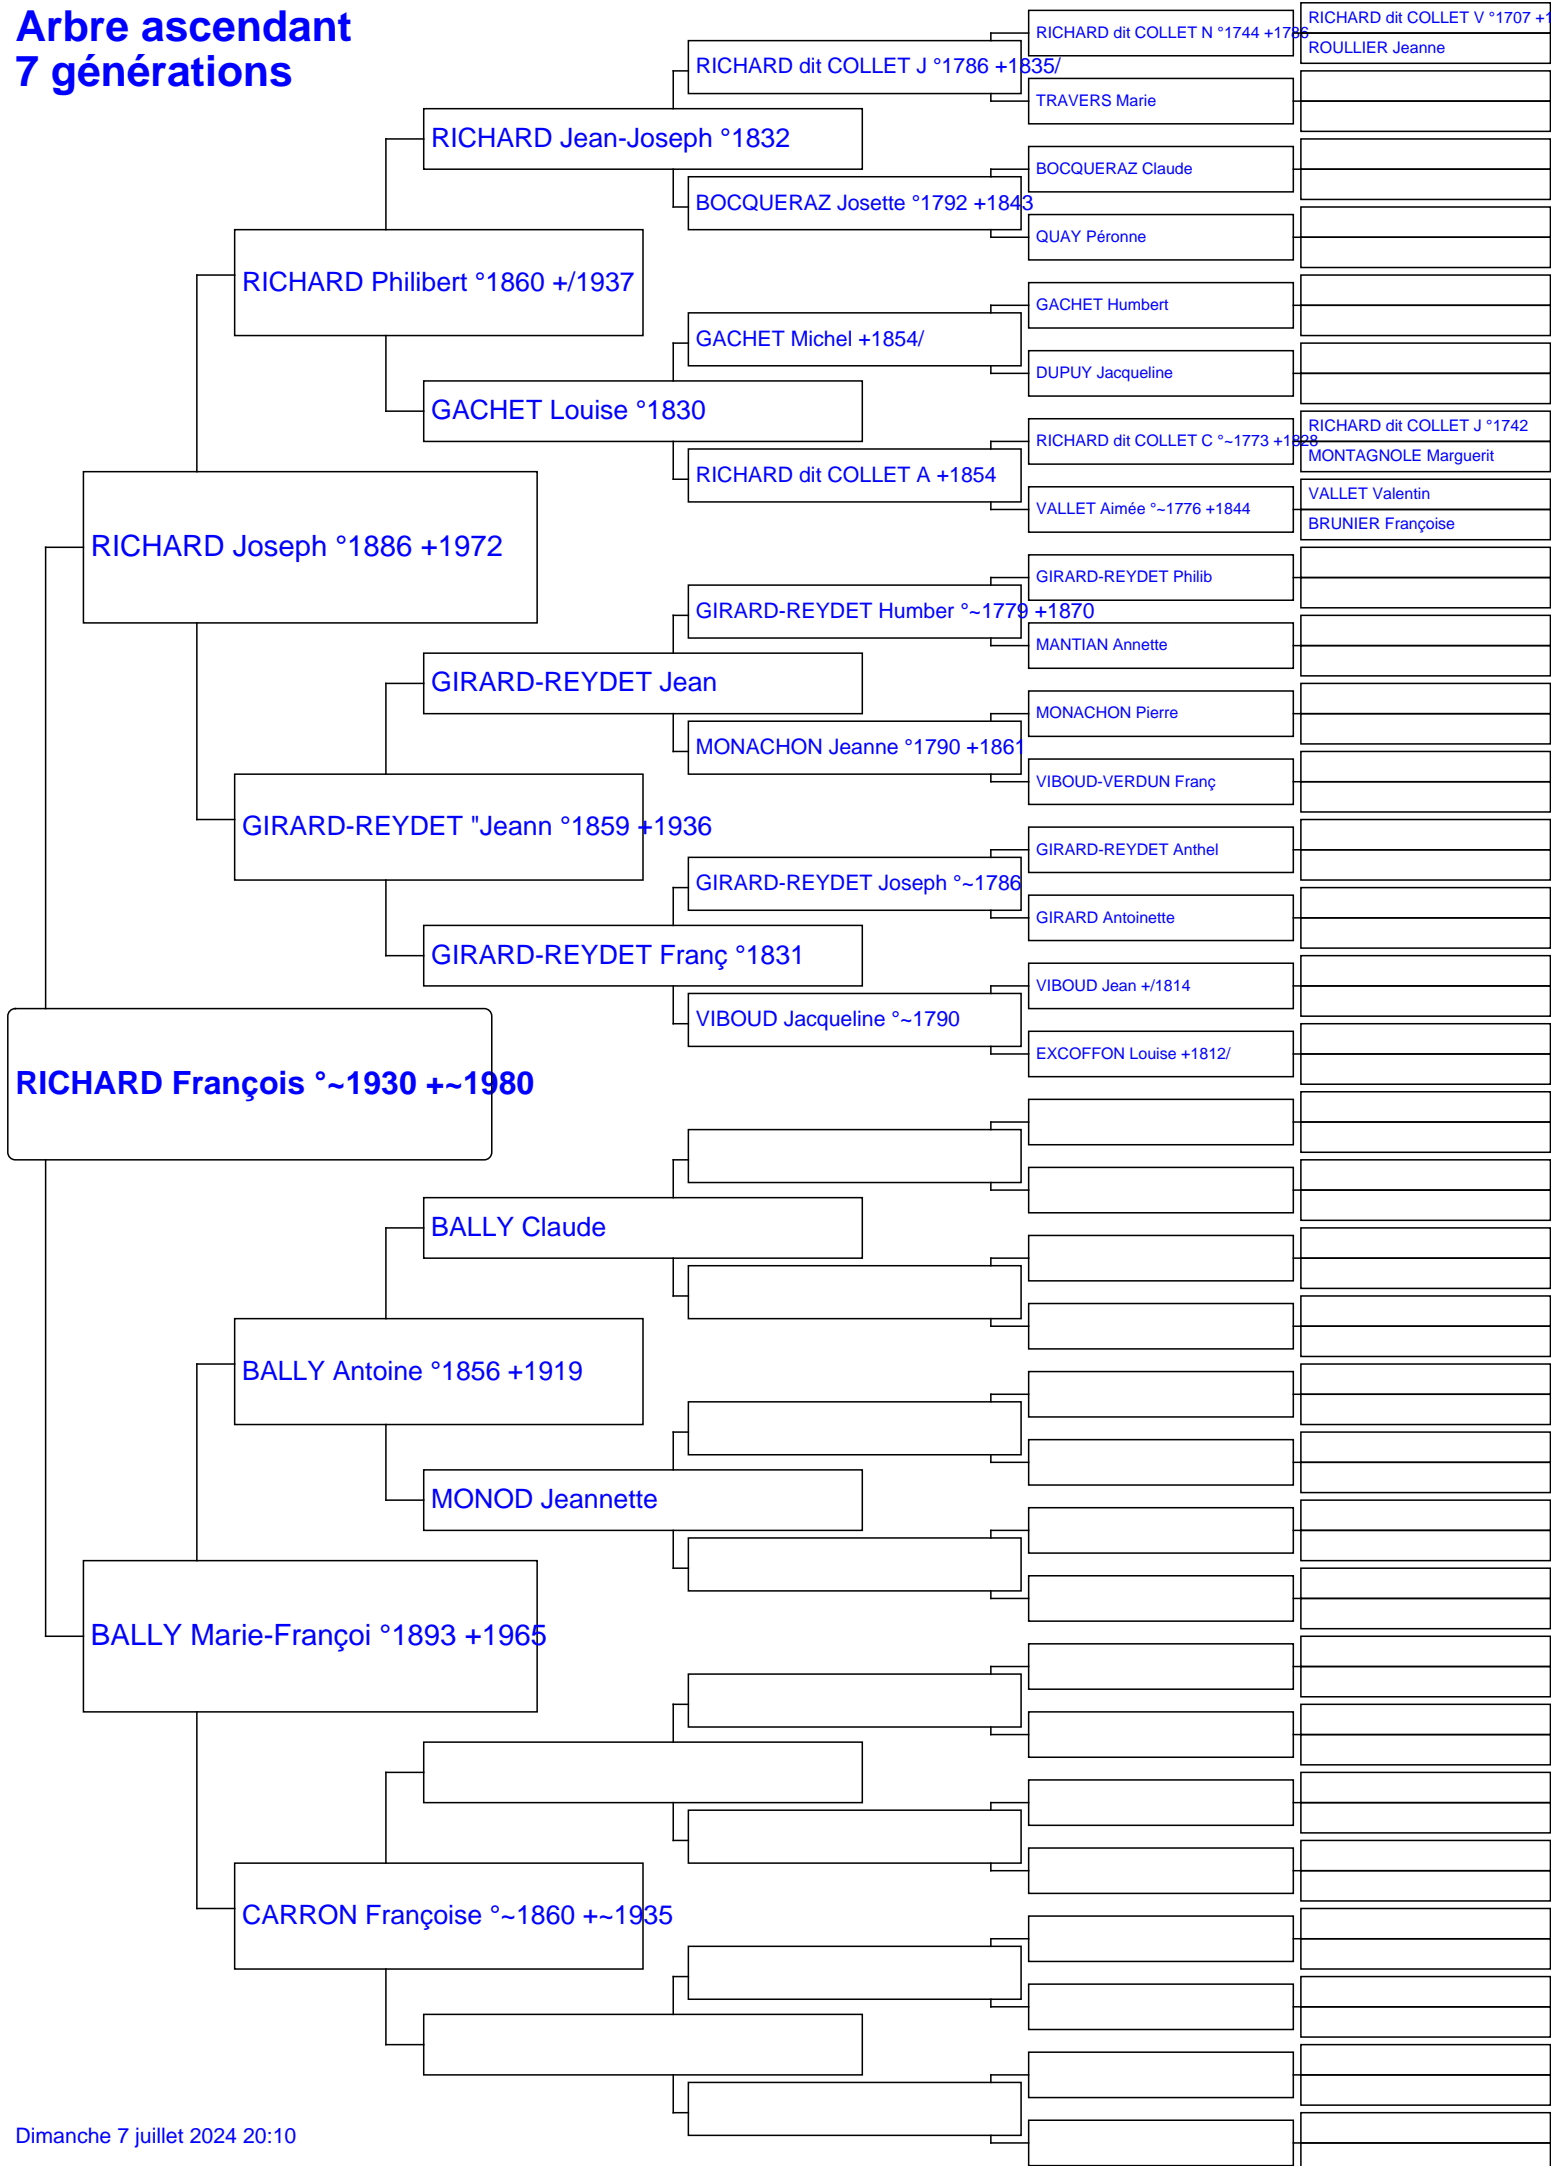 Arbre ascendant
7 générations
RICHARD dit COLLET N °1744 +1786
RICHARD dit COLLET V °1707 +1
ROULLIER Jeanne
RICHARD dit COLLET J °1786 +1835/
TRAVERS Marie
RICHARD Jean-Joseph °1832
BOCQUERAZ Claude
BOCQUERAZ Josette °1792 +1843
QUAY Péronne
RICHARD Philibert °1860 +/1937
GACHET Humbert
GACHET Michel +1854/
DUPUY Jacqueline
GACHET Louise °1830
RICHARD dit COLLET C °~1773 +1828
RICHARD dit COLLET J °1742
MONTAGNOLE Marguerit
RICHARD dit COLLET A +1854
VALLET Aimée °~1776 +1844
VALLET Valentin
BRUNIER Françoise
RICHARD Joseph °1886 +1972
GIRARD-REYDET Philib
GIRARD-REYDET Humber °~1779 +1870
MANTIAN Annette
GIRARD-REYDET Jean
MONACHON Pierre
MONACHON Jeanne °1790 +1861
VIBOUD-VERDUN Franç
GIRARD-REYDET "Jeann °1859 +1936
GIRARD-REYDET Anthel
GIRARD-REYDET Joseph °~1786
GIRARD Antoinette
GIRARD-REYDET Franç °1831
VIBOUD Jean +/1814
VIBOUD Jacqueline °~1790
EXCOFFON Louise +1812/
RICHARD François °~1930 +~1980
BALLY Claude
BALLY Antoine °1856 +1919
MONOD Jeannette
BALLY Marie-Françoi °1893 +1965
CARRON Françoise °~1860 +~1935
Dimanche 7 juillet 2024 20:10